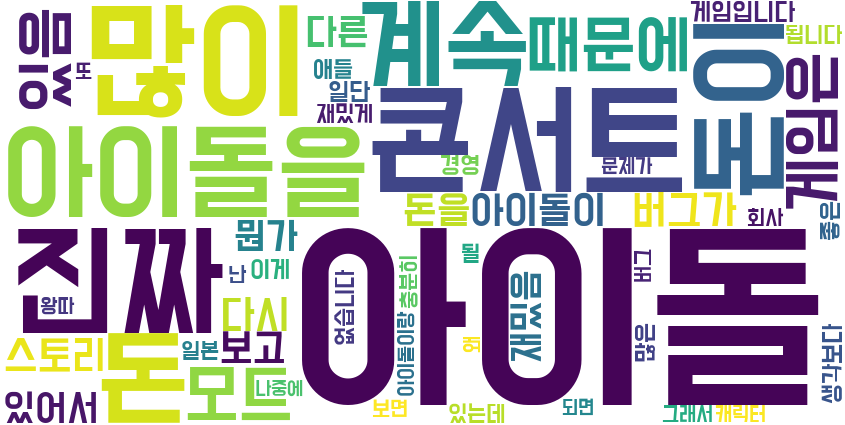 있음
또
많이
다른
애들
일단
재밌게
계속
때문에
게임입니다
됩니다
돈이
게임은
아이돌을
콘서트
경영
문제가
돈을
아이돌이
버그가
회사
좋은
진짜
뭔가
난
이게
왕따
다시
없습니다
충분히
될
아이돌
재밌음
버그
많은
생각보다
스토리
돈
일본
보고
아이돌이랑
왜
모드
나중에
있어서
보면
있는데
되면
그래서
캐릭터